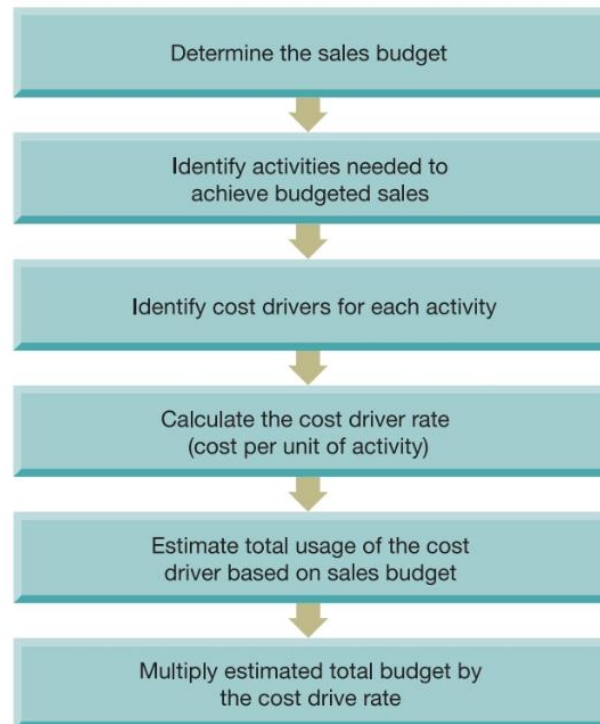 Determine the sales budget
Identify activities needed to
achieve budgeted sales
Identify cost drivers for each activity
Calculate the cost driver rate
(cost per unit of activity)
Estimate total usage of the cost
driver based on sales budget
Multiply estimated total budget by
the cost drive rate